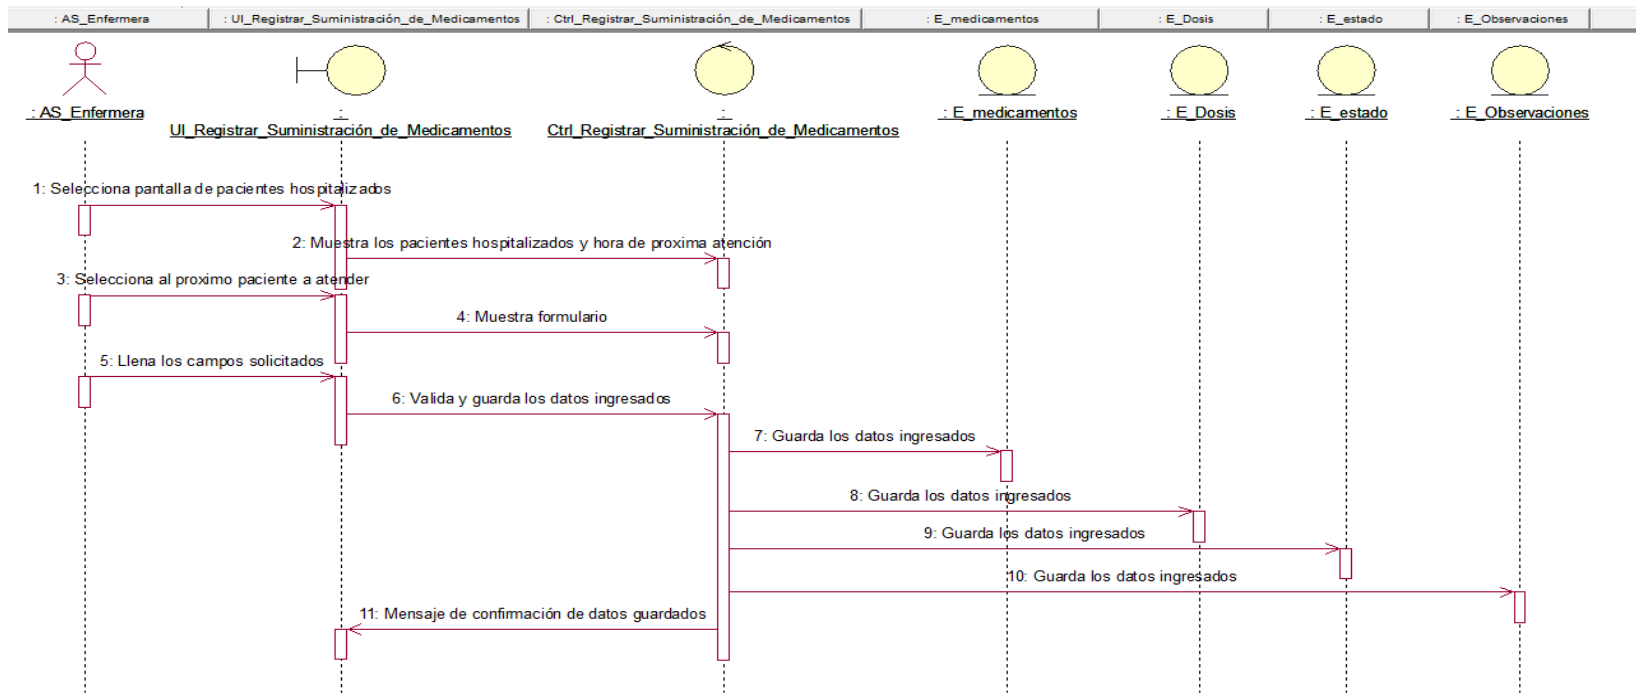 : AS_Enfermera
: UI_Registrar_Suministración_de_Medicamentos
: Ctrl_Registrar_Suministración_de_Medicamentos
: E_medicamentos
: E_Dosis
: E_estado
: E_Observaciones
: AS_Enfermera
:
UI_Registrar_Suministración_de_Medicamentos
:
Ctrl_Registrar_Suministración_de_Medicamentos
: E_medicamentos
: E_Dosis
: E_estado
: E_Observaciones
1: Selecciona pantalla de pacientes hospitalizados
2: Muestra los pacientes hospitalizados y hora de proxima atención
3: Selecciona al proximo paciente a atender
4: Muestra formulario
5: Llena los campos solicitados
6: Valida y guarda los datos ingresados
7: Guarda los datos ingresados
8: Guarda los datos ingresados
9: Guarda los datos ingresados
10: Guarda los datos ingresados
11: Mensaje de confirmación de datos guardados